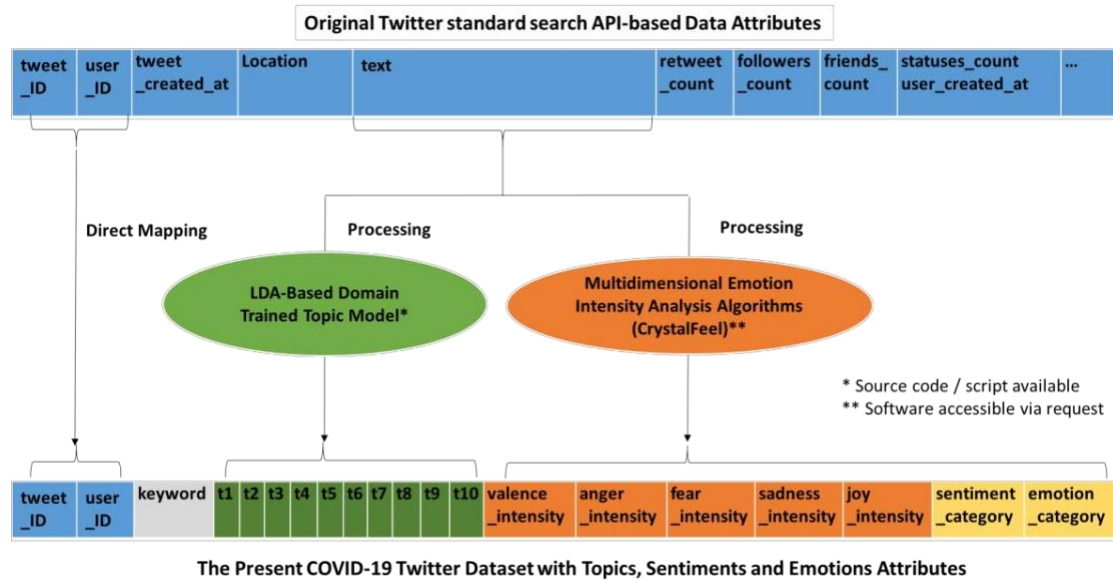 Original Twitter standard search API-based Data Attributes
tweet
_ID
user
_ID
tweet
_created_at
Location
text
retweet
_count
followers
_count
friends_
count
statuses_count
user_created_at
...
Direct Mapping
Processing
Processing
LDA-Based Domain
Trained Topic Model*
Multidimensional Emotion
Intensity Analysis Algorithms
(CrystalFeel)**
* Source code / script available
** Software accessible via request
tweet
_ID
user
_ID
keyword
t1
t2
t3
t4
t5
t6
t7
t8
t9
t10
valence
_intensity
anger
_intensity
fear
_intensity
sadness
_intensity
joy
_intensity
sentiment
_category
emotion
_category
The Present COVID-19 Twitter Dataset with Topics, Sentiments and Emotions Attributes